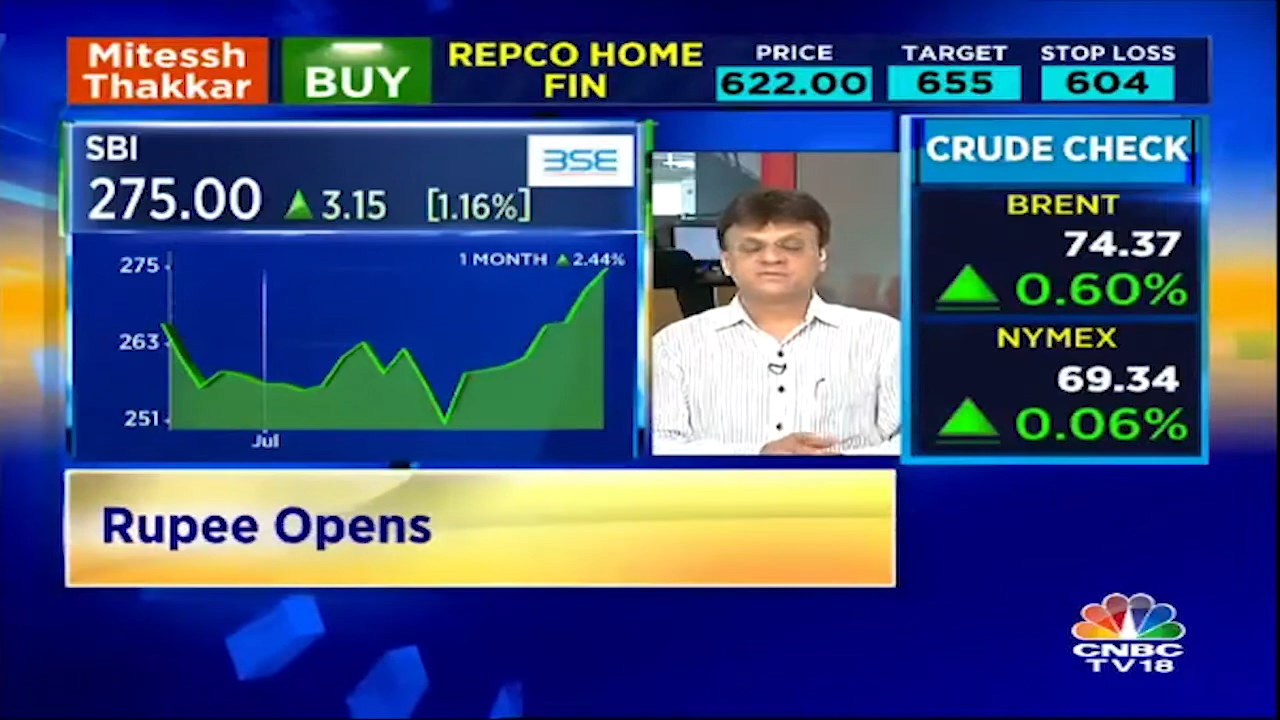 Mitessh
Thakkar
BUY
REPCO HOME
FIN
PRICE
622.00
TARGET
655
STOP LOSS
604
SBI
275.00 ▲ 3.15 [1.16%]
BSE
1 MONTH ▲ 2.44%
275
263
251
Jul
CRUDE CHECK
BRENT
74.37
0.60%
NYMEX
69.34
0.06%
Rupee Opens
CNBC
TV18